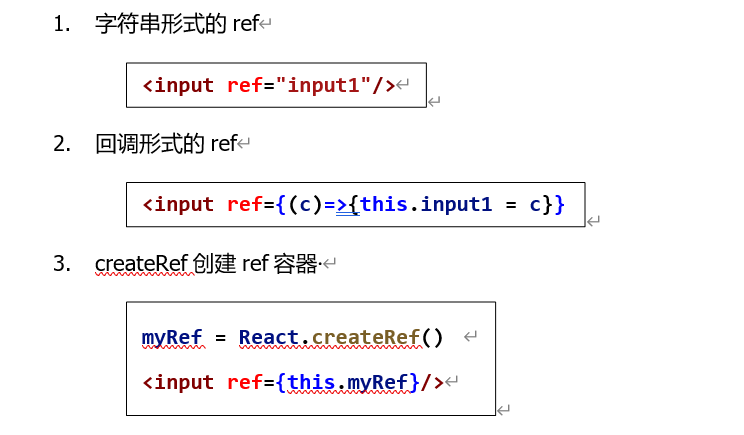 1. 字符串形式的 ref
<input ref="input1"/>
2. 回调形式的 ref
<input ref={(c)=>{this.input1 = c}}
3. createRef 创建 ref 容器·
myRef = React.createRef()
<input ref={this.myRef}/>